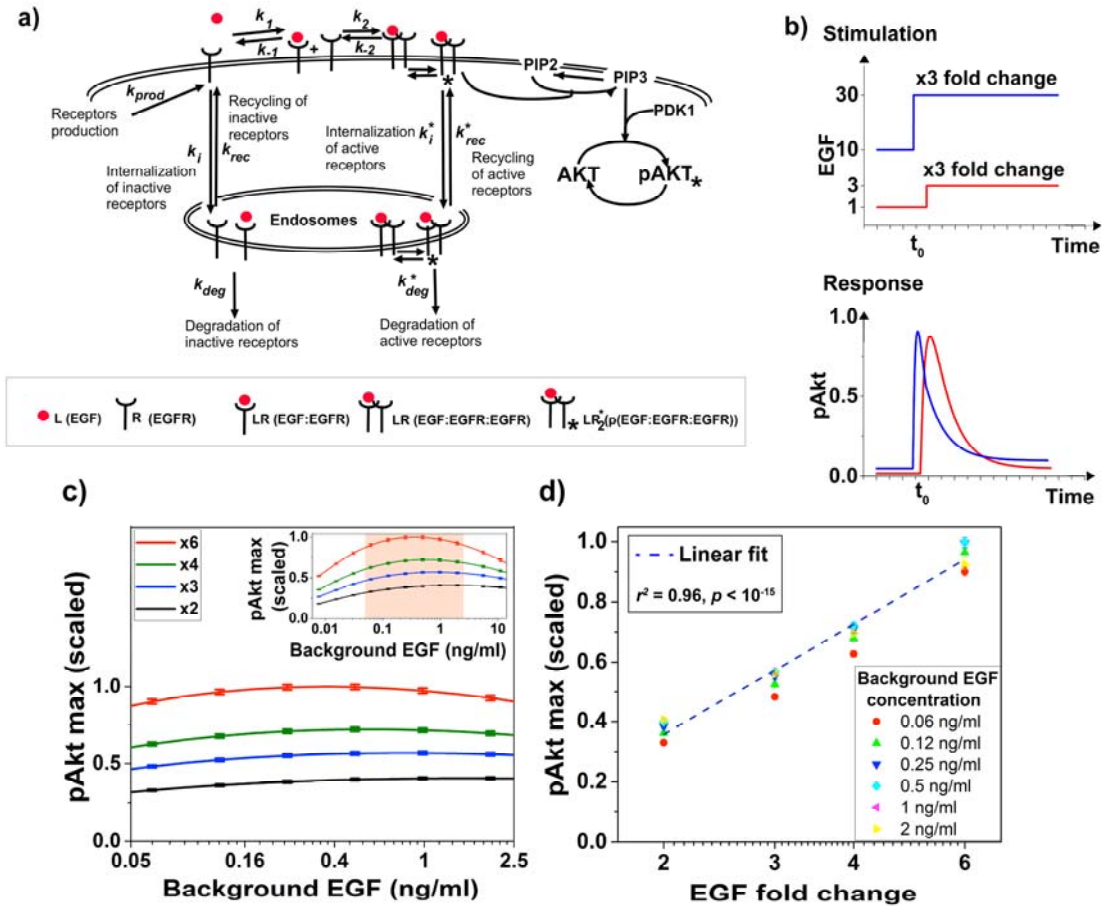 a)
k1
k-1
+
k2
k-2
*
PIP2
PIP3
PDK1
AKT
pAKT*
kprod
Receptors
production
Recycling of
inactive
receptors
ki
krec
Internalization
of inactive
receptors
Internalization
of active
receptors
ki*
k*rec
Recycling
of active
receptors
Endosomes
*
kdeg
k*deg
Degradation of
inactive receptors
Degradation of
active receptors
L (EGF)
R (EGFR)
LR (EGF:EGFR)
LR (EGF:EGFR:EGFR)
* LR*2(p(EGF:EGFR:EGFR))
b)
Stimulation
x3 fold change
30
10
EGF
x3 fold change
3
1
t0
Time
Response
1.0
0.5
0.0
pAkt
t0
Time
c)
x6
x4
x3
x2
pAkt max (scaled)
1.0
0.5
0.0
0.05 0.16 0.4 1 2.5
Background EGF (ng/ml)
pAkt max
(scaled)
1.0
0.5
0.0
0.01 0.1 1 10
Background EGF (ng/ml)
d)
pAkt max (scaled)
1.0
0.8
0.6
0.4
0.2
0.0
Linear fit
r2 = 0.96, p < 10-15
Background EGF
concentration
0.06 ng/ml
0.12 ng/ml
0.25 ng/ml
0.5 ng/ml
1 ng/ml
2 ng/ml
2 3 4 6
EGF fold change